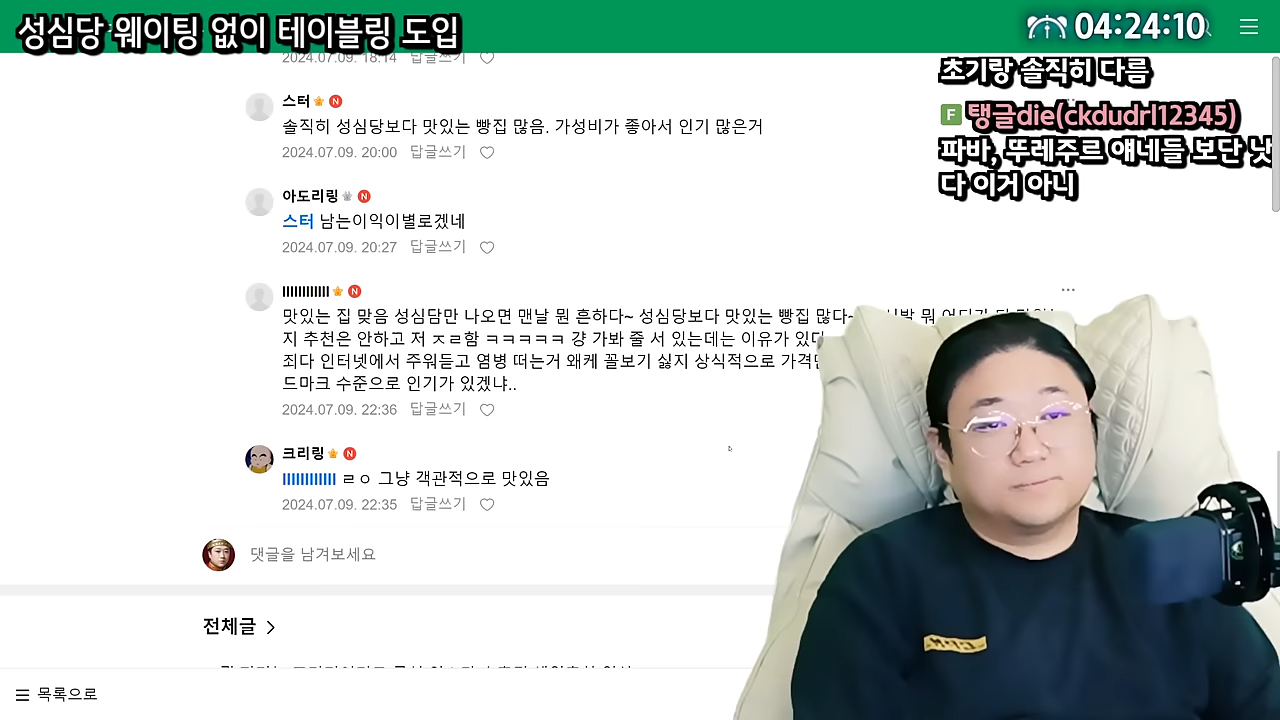 성심당 웨이팅 없이 테이블링 도입
04:24:10
2024.07.09. 18:14 답글쓰기
초기랑 솔직히 다름
F 탱글die(ckdudrl12345)
파바, 뚜레주르 얘네들 보단 낫
다 이거 아니
스터 N
솔직히 성심당보다 맛있는 빵집 많음. 가성비가 좋아서 인기 많은거
2024.07.09. 20:00 답글쓰기
아도리링 N
스터 남는이익이별로겠네
2024.07.09. 20:27 답글쓰기
llllllllllll N
맛있는 집 맞음 성심담만 나오면 맨날 뭔 흔하다~ 성심당보다 맛있는 빵집 많다~
지 추천은 안하고 저 ㅈㄹ함 ㅋㅋㅋㅋㅋ 걍 가봐 줄 서 있는데는 이유가 있다
죄다 인터넷에서 주워듣고 염병 떠는거 왜케 꼴보기 싫지 상식적으로
드마크 수준으로 인기가 있겠냐..
2024.07.09. 22:36 답글쓰기
크리링 N
llllllllllll ㄹㅇ 그냥 객관적으로 맛있음
2024.07.09. 22:35 답글쓰기
댓글을 남겨보세요
전체글 >
목록으로